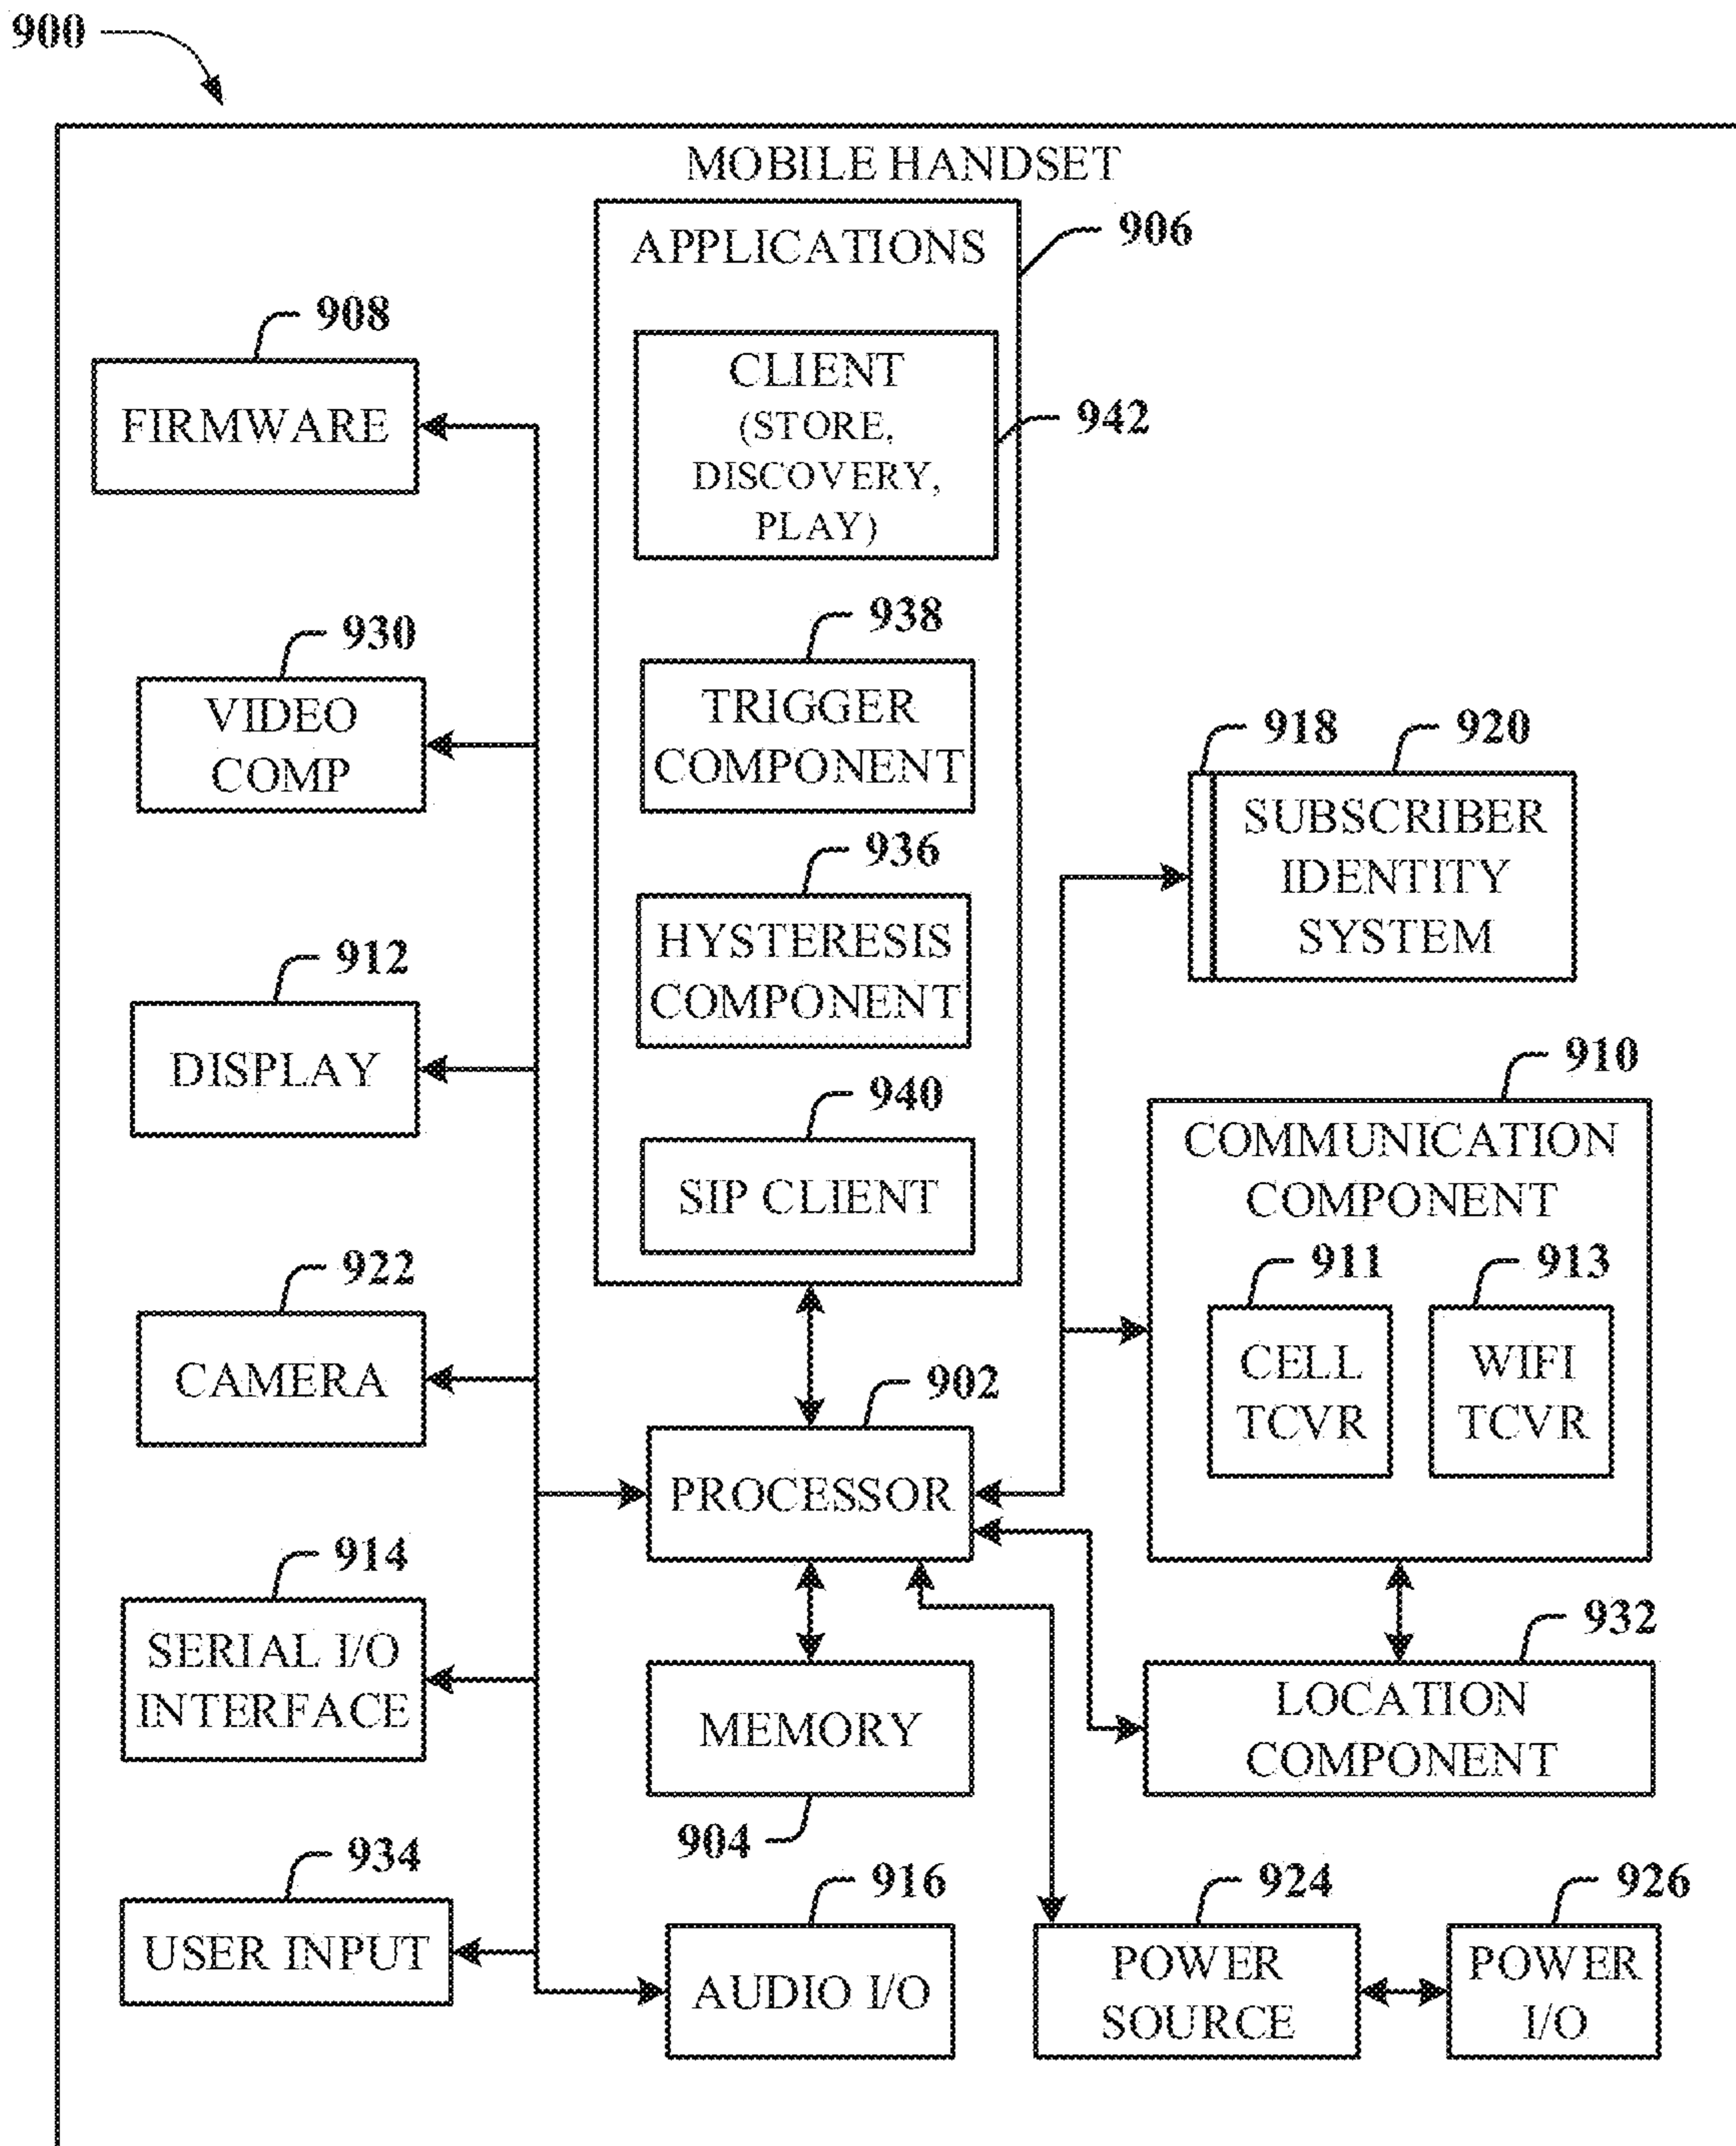 900
MOBILE HANDSET
APPLICATIONS
906
908
FIRMWARE
CLIENT
(STORE,
DISCOVERY,
PLAY)
942
930
VIDEO
COMP
938
TRIGGER
COMPONENT
918
920
SUBSCRIBER
IDENTITY
SYSTEM
936
HYSTERESIS
COMPONENT
912
DISPLAY
940
SIP CLIENT
910
COMMUNICATION
COMPONENT
911
CELL
TCVR
913
WIFI
TCVR
922
CAMERA
902
PROCESSOR
914
SERIAL I/O
INTERFACE
MEMORY
904
932
LOCATION
COMPONENT
934
USER INPUT
916
AUDIO I/O
924
POWER
SOURCE
926
POWER
I/O